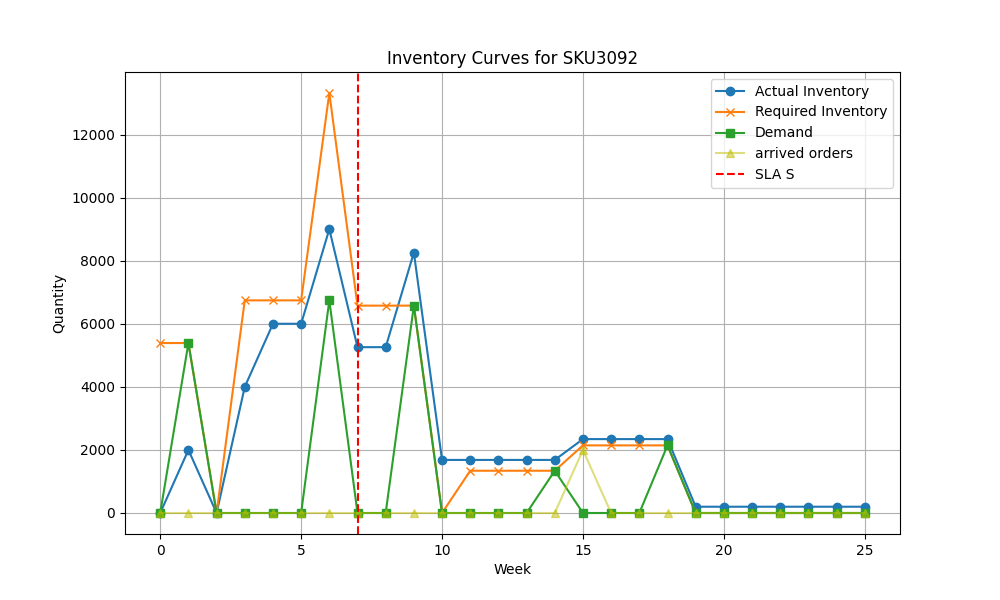 Inventory Curves for SKU3092
Actual Inventory
Required Inventory
Demand
arrived orders
SLA S
Quantity
12000
10000
8000
6000
4000
2000
0
0 5 10 15 20 25
Week